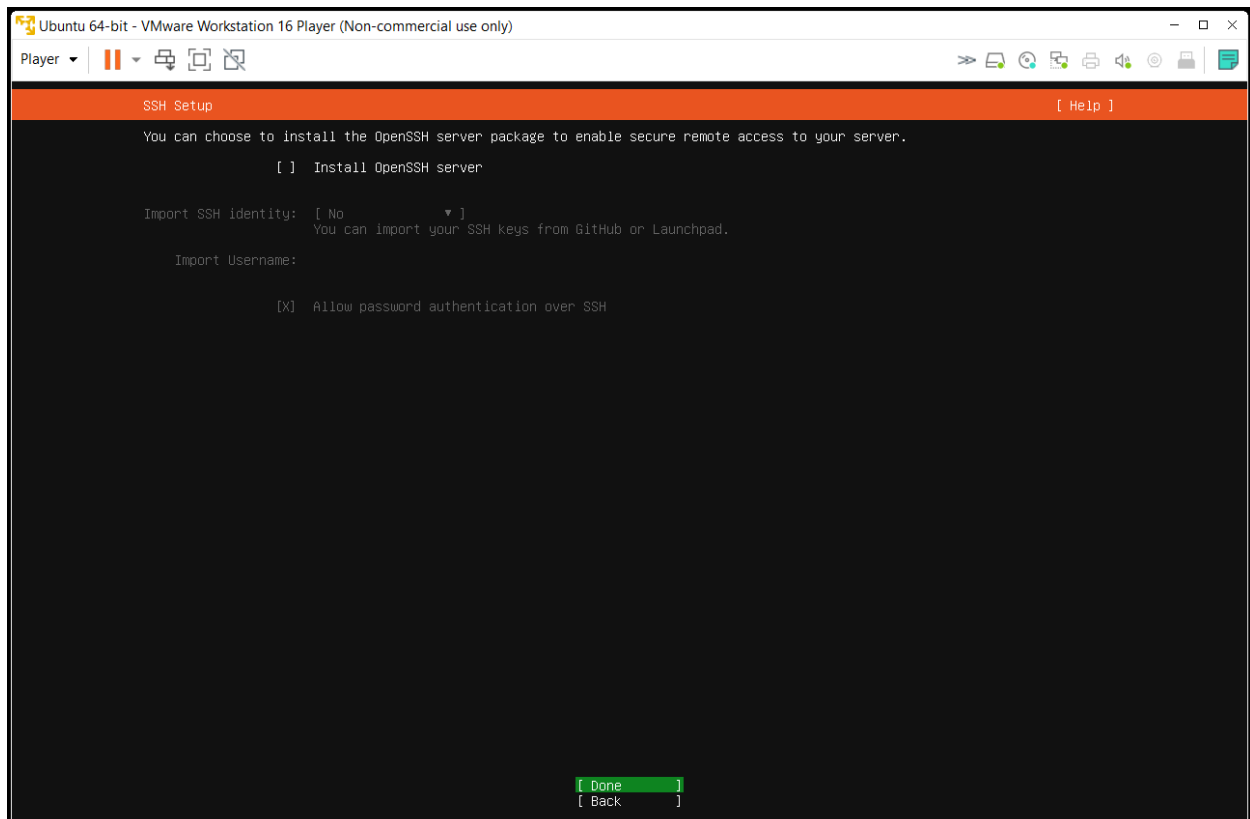 Ubuntu 64-bit - VMware Workstation 16 Player (Non-commercial use only)
Player
SSH Setup [ Help ]
You can choose to install the OpenSSH server package to enable secure remote access to your server.
[ ] Install OpenSSH server
Import SSH identity: [ No ▾ ]
You can import your SSH keys from GitHub or Launchpad.
Import Username:
[X] Allow password authentication over SSH
[ Done ]
[ Back ]